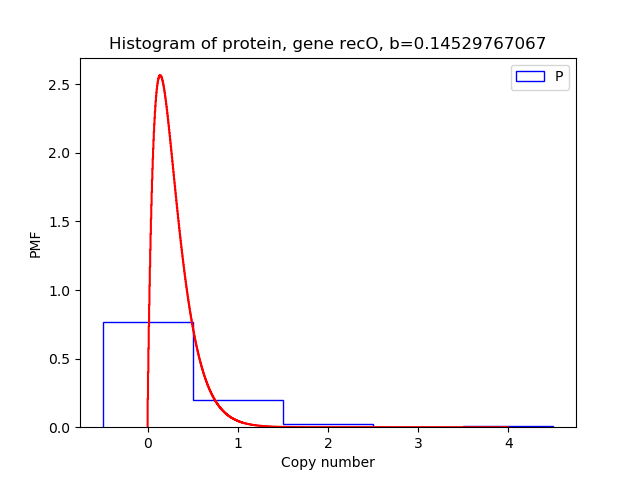 Histogram of protein, gene recO, b=0.14529767067
P
2.5
2.0
1.5
1.0
0.5
0.0
PMF
0 1 2 3 4
Copy number